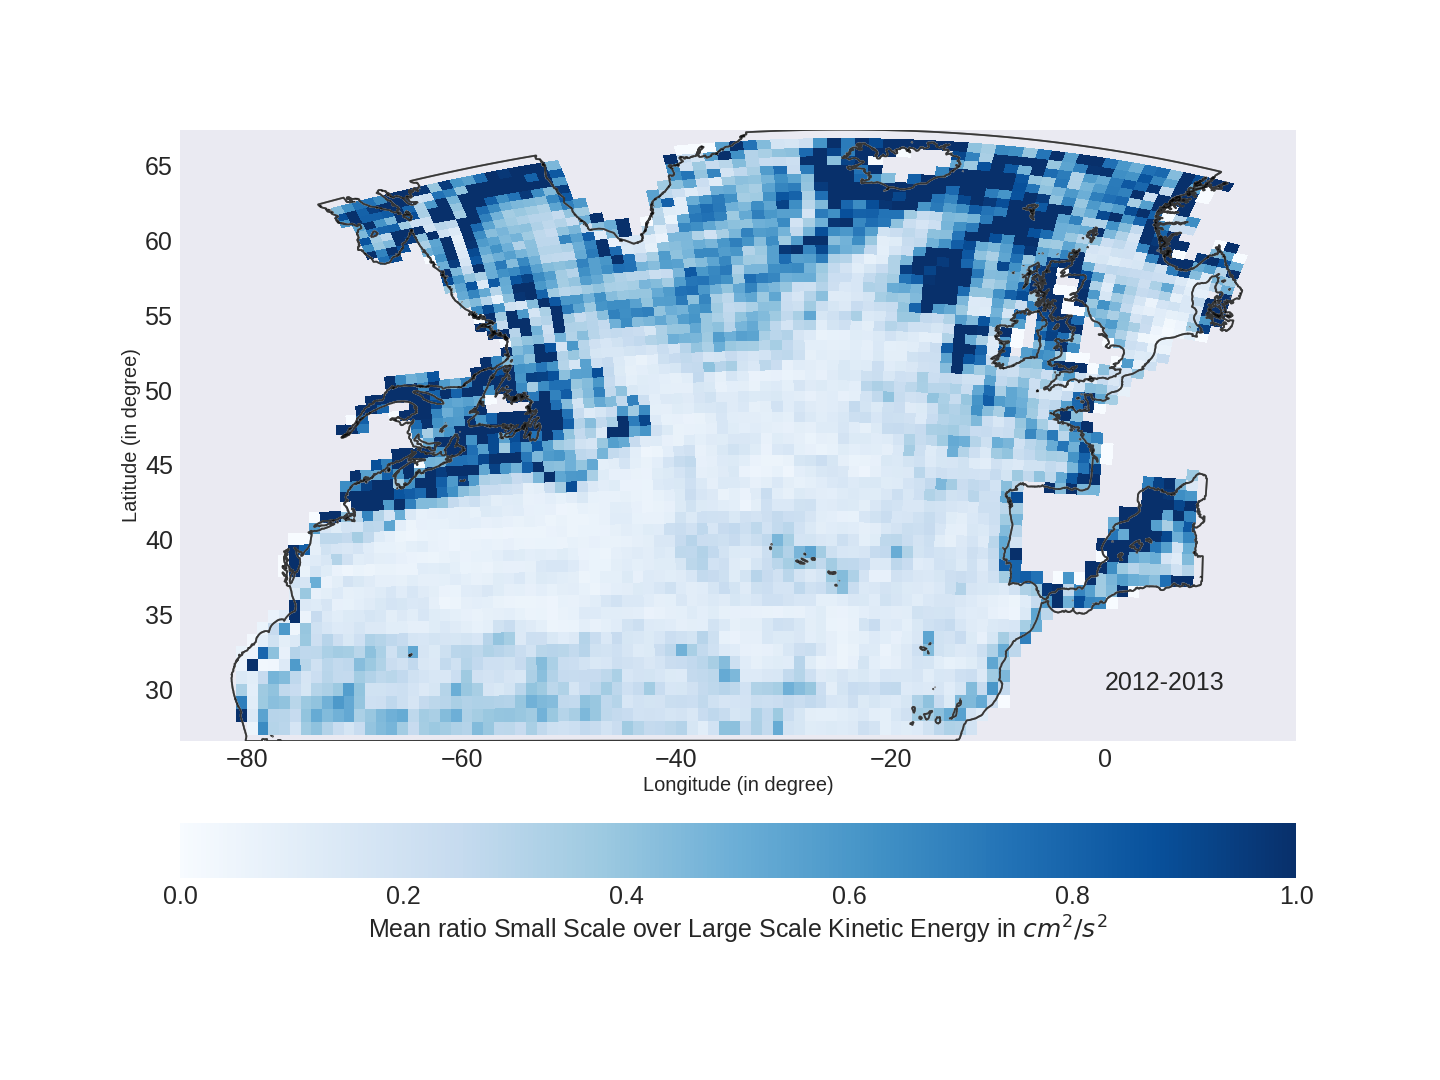 65
60
55
50
45
40
35
30
Latitude (in degree)
2012-2013
−80 −60 −40 −20 0
Longitude (in degree)
0.0 0.2 0.4 0.6 0.8 1.0
Mean ratio Small Scale over Large Scale Kinetic Energy in cm²/s²